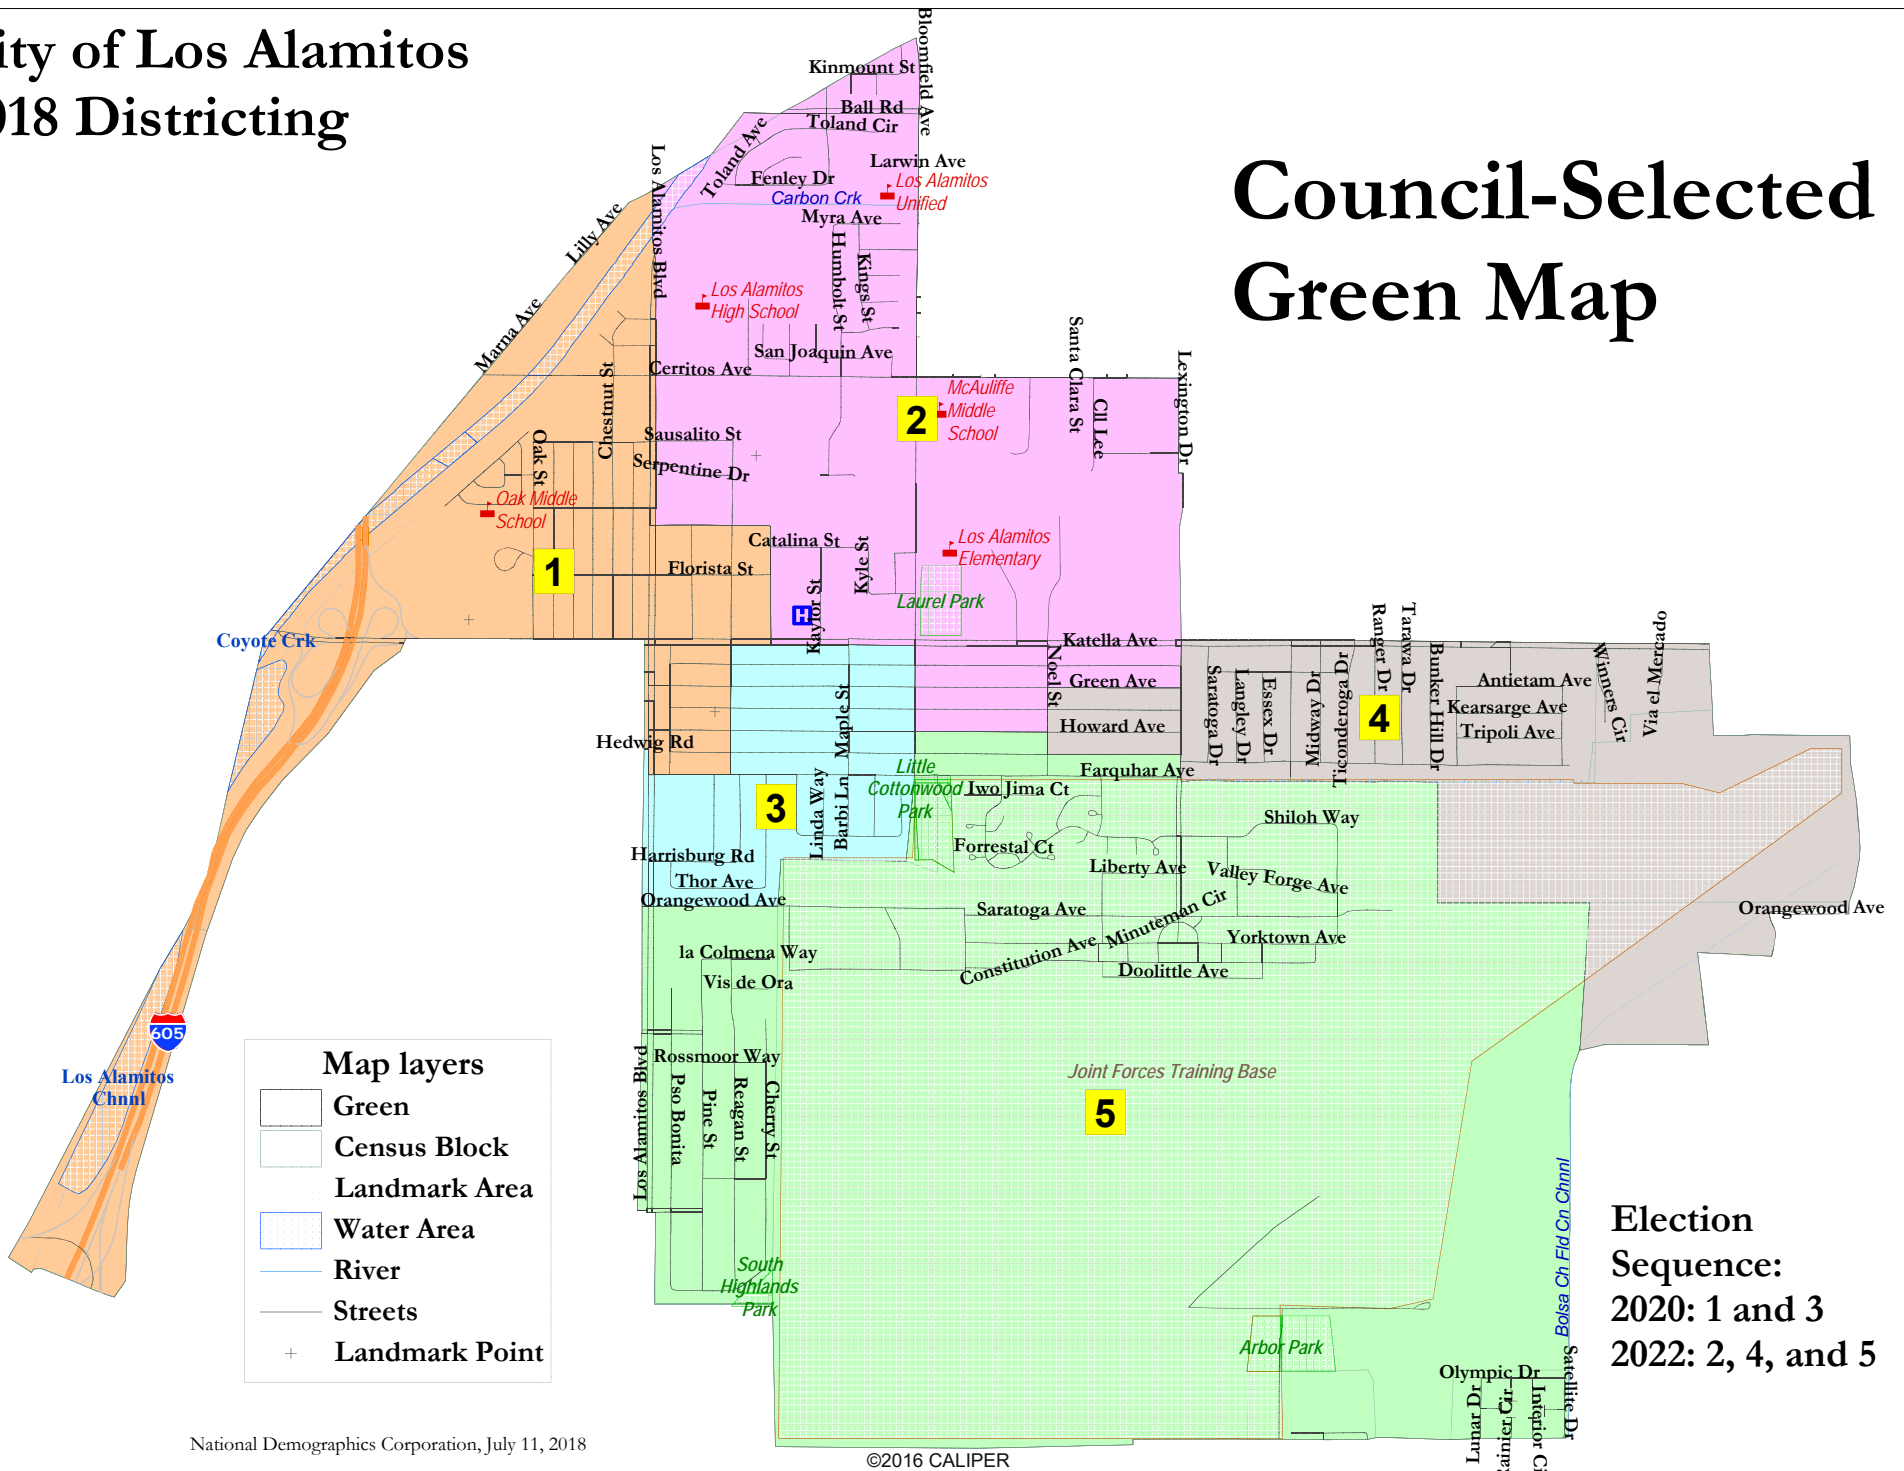 ity of Los Alamitos
018 Districting
Council-Selected
Green Map
Bloomfield Ave
Kinmount St
Ball Rd
Toland Cir
Toland Ave
Larwin Ave
Los Alamitos
Unified
Fenley Dr
Carbon Crk
Myra Ave
Los Alamitos Blvd
Lilly Ave
Humbolt St
Kings St
Los Alamitos
High School
Marna Ave
San Joaquin Ave
Cerritos Ave
Santa Clara St
Lexington Dr
Chestnut St
McAuliffe
Middle
School
2
Cll Lee
Sausalito St
Serpentine Dr
Oak St
Oak Middle
School
1
Catalina St
Florista St
Kyle St
Kaylor St
H
Los Alamitos
Elementary
Laurel Park
Coyote Crk
Katella Ave
Noel St
Green Ave
Howard Ave
Ranger Dr
Tarawa Dr
Bunker Hill Dr
Saratoga Dr
Langley Dr
Essex Dr
Midway Dr
Ticonderoga Dr
4
Antietam Ave
Kearsarge Ave
Tripoli Ave
Winners Cir
Via el Mercado
Hedwig Rd
Maple St
Farquhar Ave
Little
Cottonwood
Park
Iwo Jima Ct
3
Linda Way
Barbi Ln
Shiloh Way
Forrestal Ct
Harrisburg Rd
Liberty Ave
Valley Forge Ave
Thor Ave
Orangewood Ave
Saratoga Ave
Minuteman Cir
Orangewood Ave
Constitution Ave
Yorktown Ave
Doolittle Ave
la Colmena Way
Vis de Ora
605
Los Alamitos
Chnnl
Rossmoor Way
Los Alamitos Blvd
Pso Bonita
Pine St
Reagan St
Cherry St
Joint Forces Training Base
5
Map layers
Green
Census Block
Landmark Area
Water Area
River
Streets
Landmark Point
South
Highlands
Park
Arbor Park
Bolsa Ch Fld Cn Chnnl
Olympic Dr
Satellite Dr
Lunar Dr
ainier Cir
Interior Ci
Election
Sequence:
2020: 1 and 3
2022: 2, 4, and 5
National Demographics Corporation, July 11, 2018
©2016 CALIPER